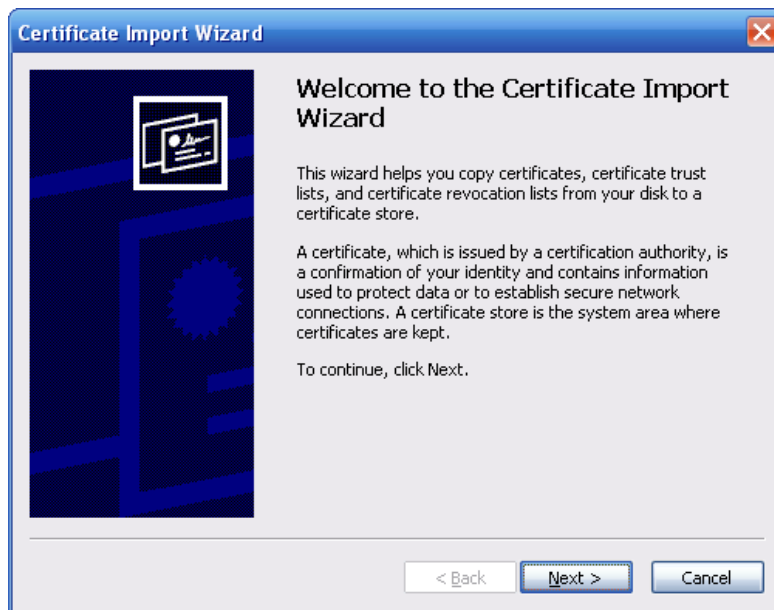 Certificate Import Wizard
Welcome to the Certificate Import
Wizard
This wizard helps you copy certificates, certificate trust
lists, and certificate revocation lists from your disk to a
certificate store.
A certificate, which is issued by a certification authority, is
a confirmation of your identity and contains information
used to protect data or to establish secure network
connections. A certificate store is the system area where
certificates are kept.
To continue, click Next.
< Back Next > Cancel